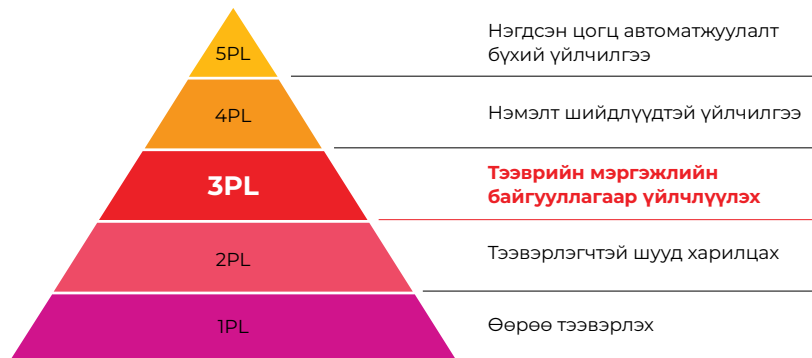 5PL
Нэгдсэн цогц автоматжуулалт
бүхий үйлчилгээ
4PL
Нэмэлт шийдлүүдтэй үйлчилгээ
3PL
Тээврийн мэргэжлийн
байгууллагаар үйлчлүүлэх
2PL
Тээвэрлэгчтэй шууд харилцах
1PL
Өөрөө тээвэрлэх